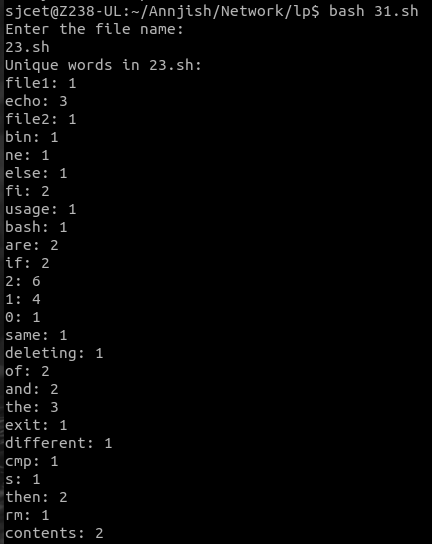 sjcet@Z238-UL:~/Annjish/Network/lp$ bash 31.sh
Enter the file name:
23.sh
Unique words in 23.sh:
file1: 1
echo: 3
file2: 1
bin: 1
ne: 1
else: 1
fi: 2
usage: 1
bash: 1
are: 2
if: 2
2: 6
1: 4
0: 1
same: 1
deleting: 1
of: 2
and: 2
the: 3
exit: 1
different: 1
cmp: 1
s: 1
then: 2
rm: 1
contents: 2